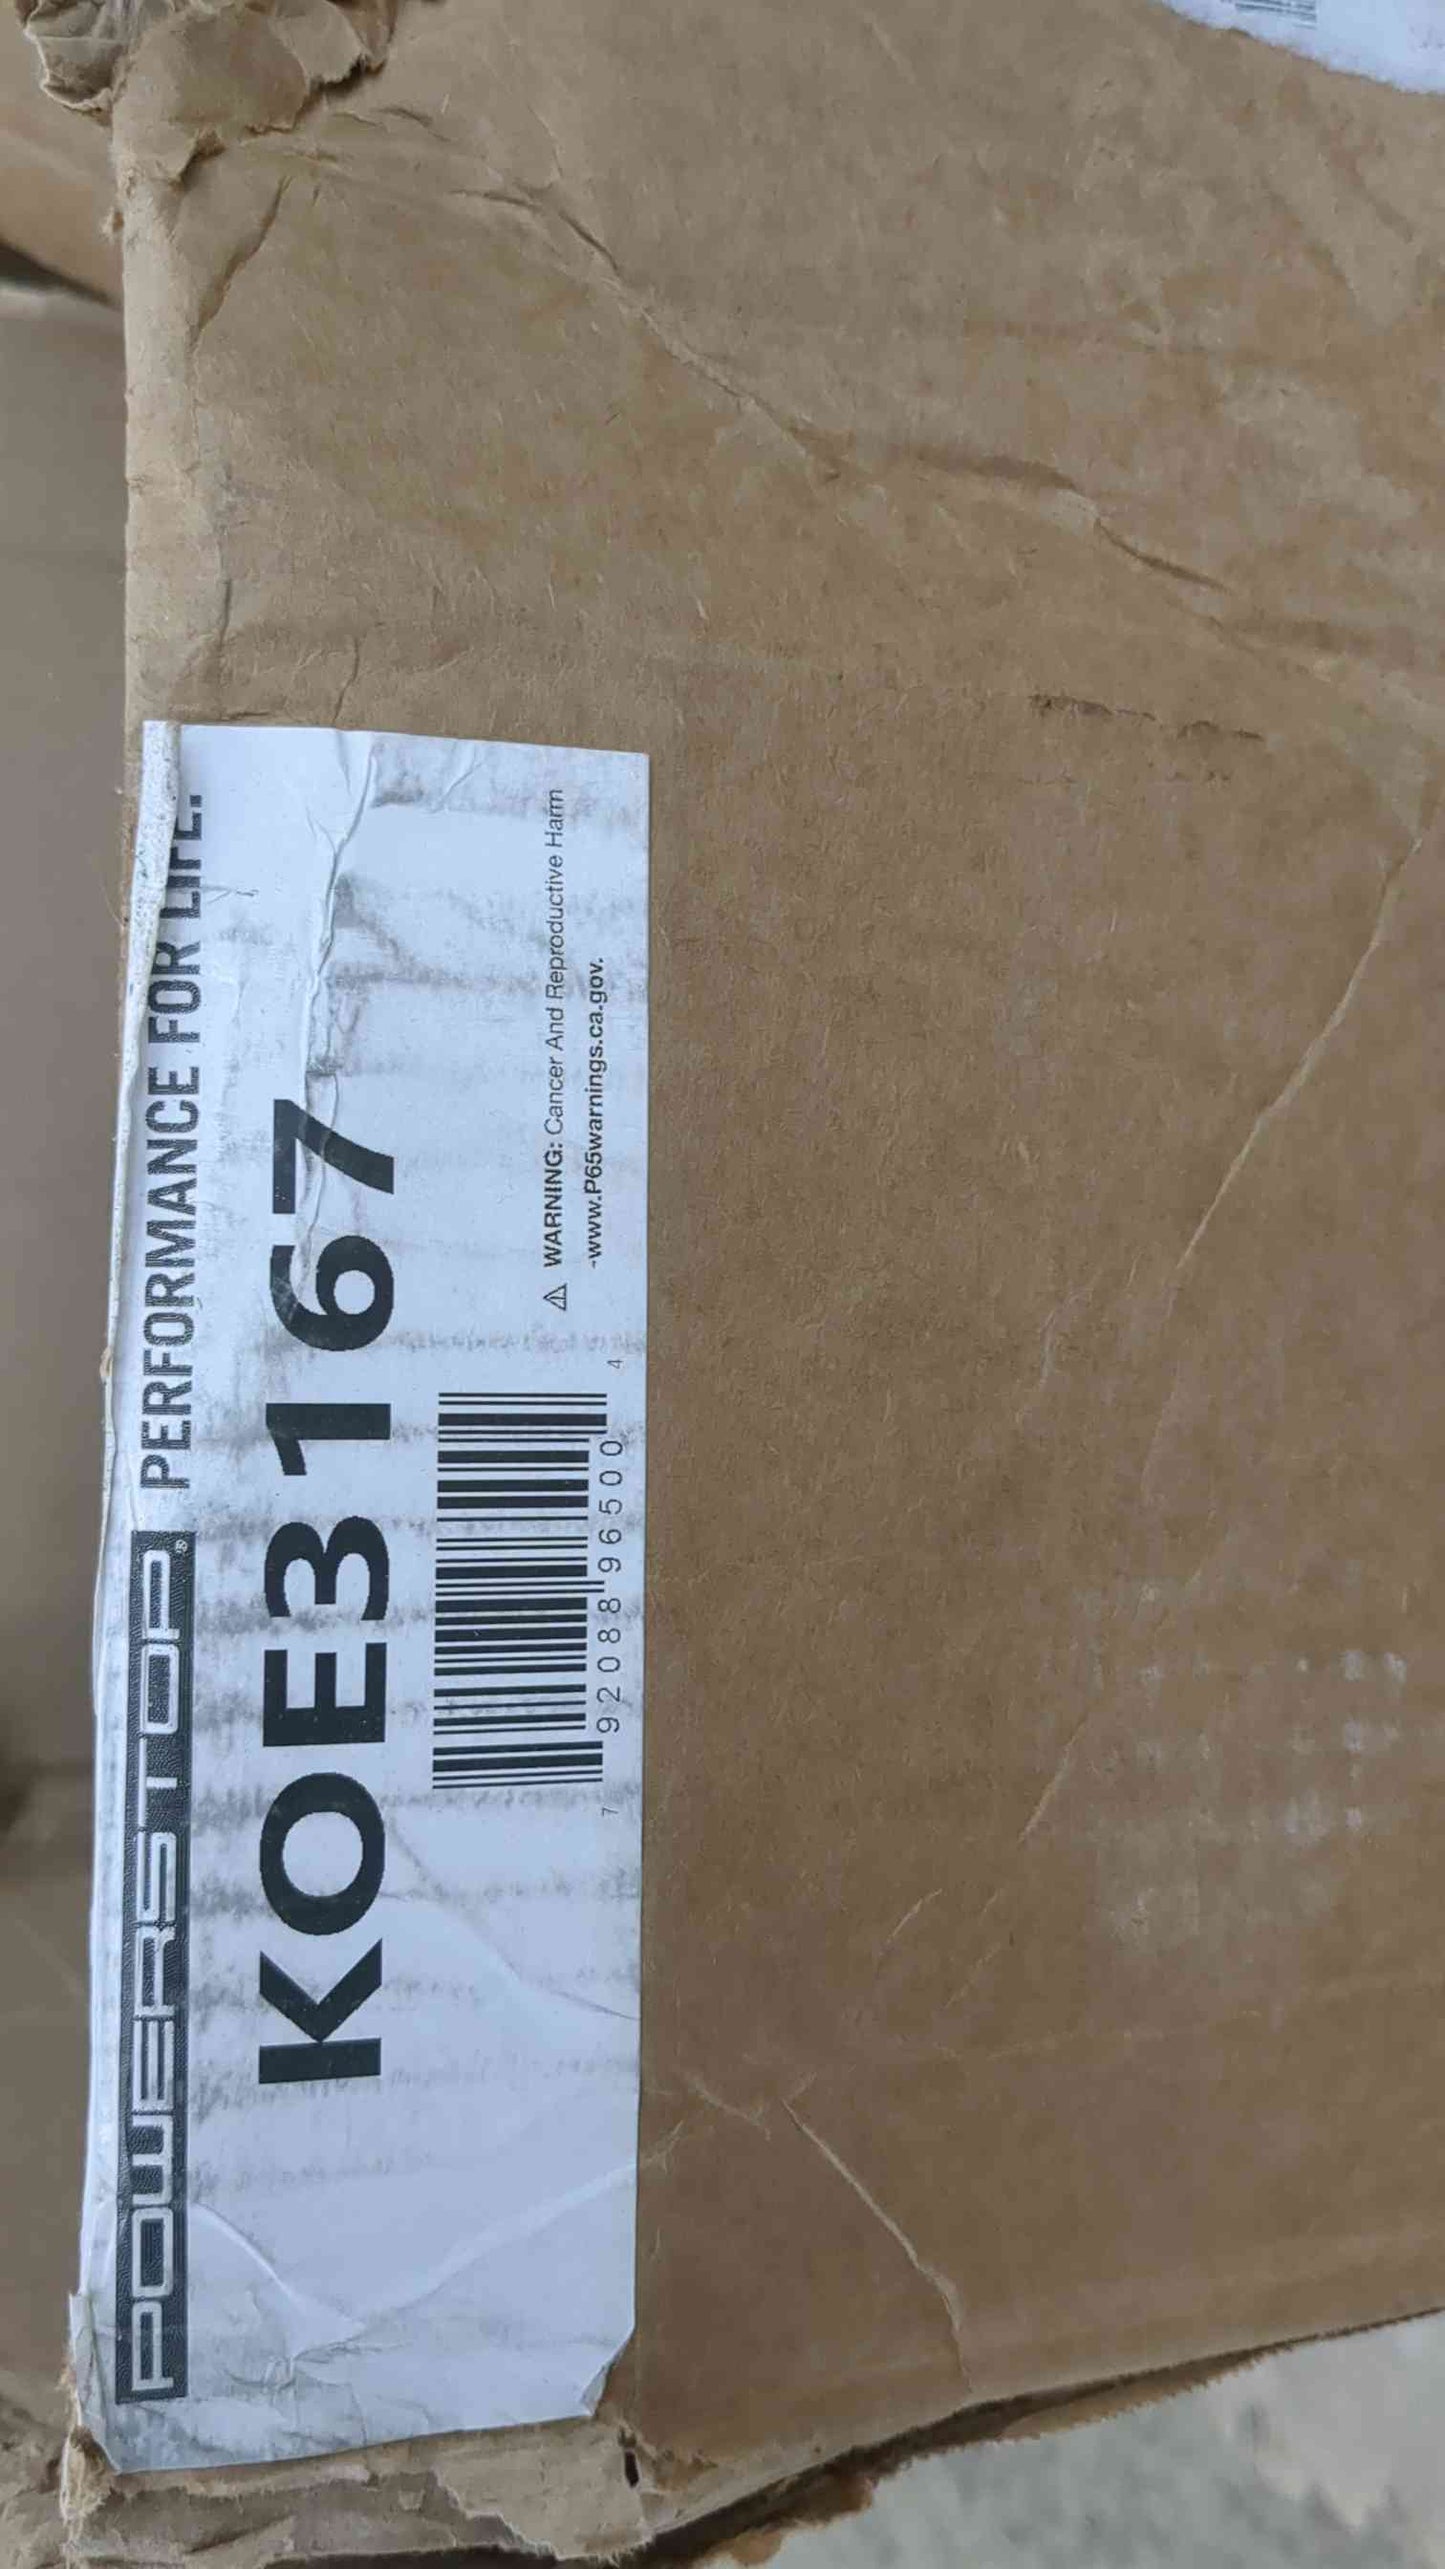 POWERSTOP® PERFORMANCE FOR LIFE.
KOE3167
⚠ WARNING: Cancer And Reproductive Harm
-www.P65warnings.ca.gov.
7 92088 96500 4